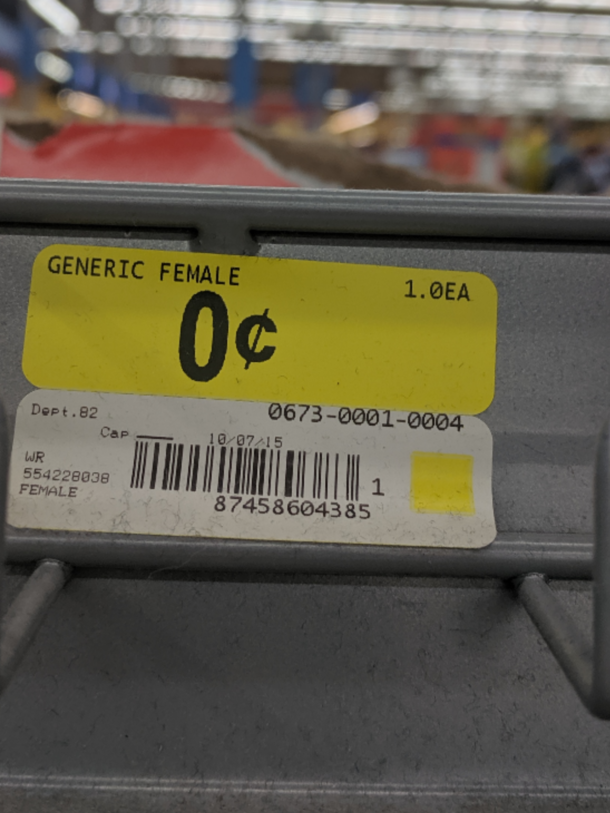 GENERIC FEMALE 1.0EA
0¢
Dept.82 0673-0001-0004
Cap 10/07/15
WR
554228038 1
FEMALE 87458604385